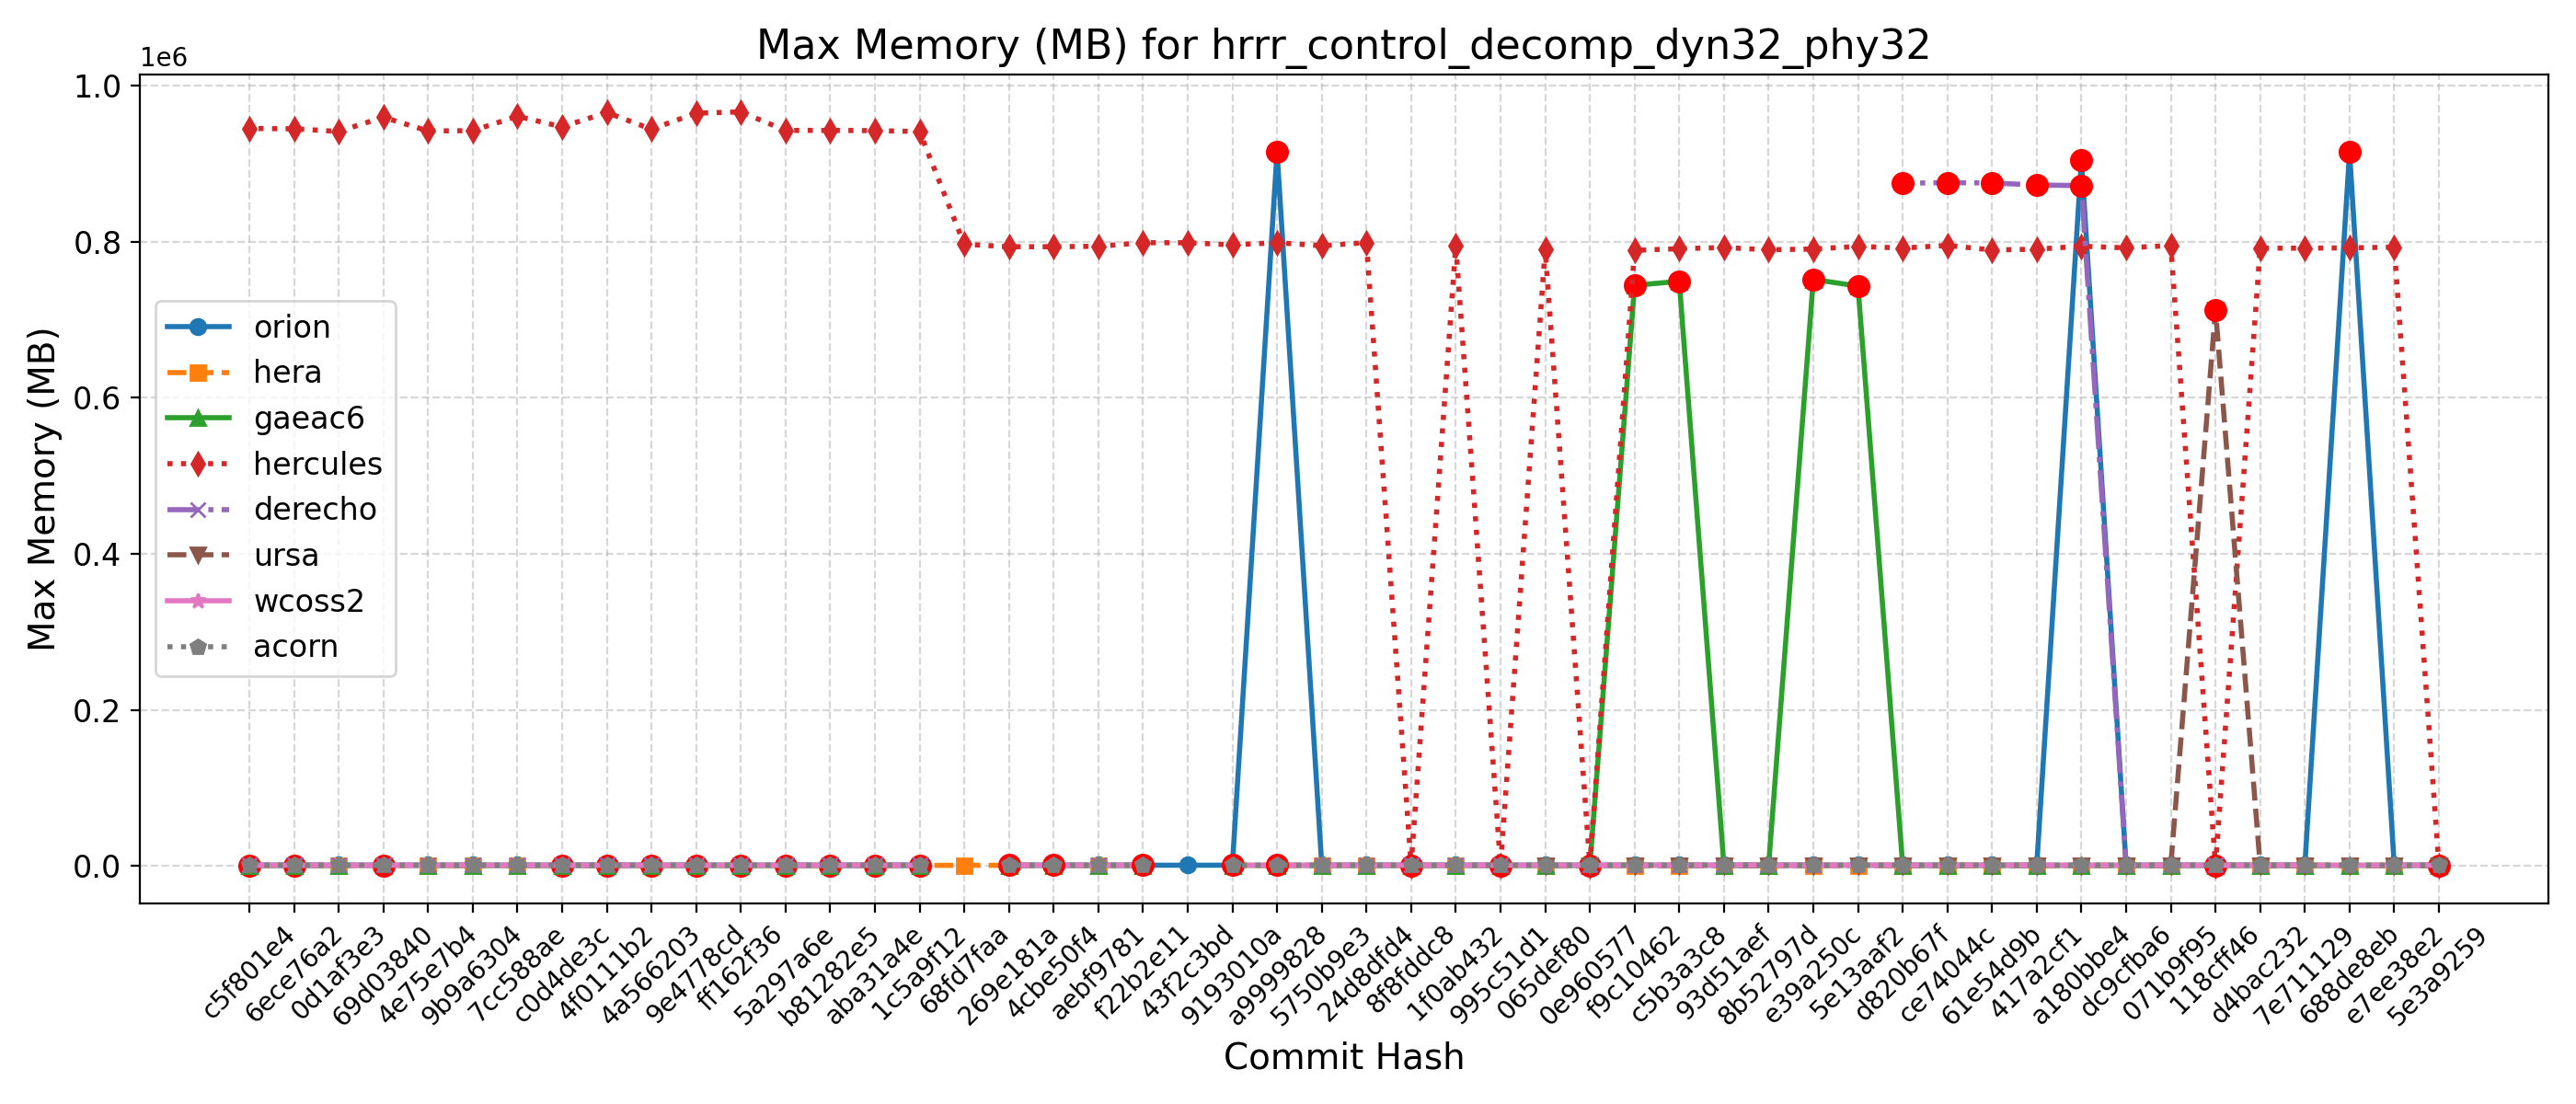 Max Memory (MB) for hrrr_control_decomp_dyn32_phy32
1e6
1.0
0.8
0.6
0.4
0.2
0.0
Max Memory (MB)
orion
hera
gaeac6
hercules
derecho
ursa
wcoss2
acorn
c5f801e4
6ece76a2
0d1af3e3
69d03840
4e75e7b4
9b9a6304
7cc588ae
c0d4de3c
4f0111b2
4a566203
9e4778cd
ff162f36
5a297a6e
b81282e5
aba31a4e
1c5a9f12
68fd7faa
269e181a
4cbe50f4
aebf9781
f22b2e11
43f2c3bd
9193010a
a9999828
5750b9e3
24d8dfd4
8f8fddc8
1f0ab432
995c51d1
065def80
0e960577
f9c10462
c5b3a3c8
93d51aef
8b52797d
e39a250c
5e13aaf2
d820b67f
ce74044c
61e54d9b
417a2cf1
a180bbe4
dc9cfba6
071b9f95
118cff46
d4bac232
7e711129
688de8eb
e7ee38e2
5e3a9259
Commit Hash